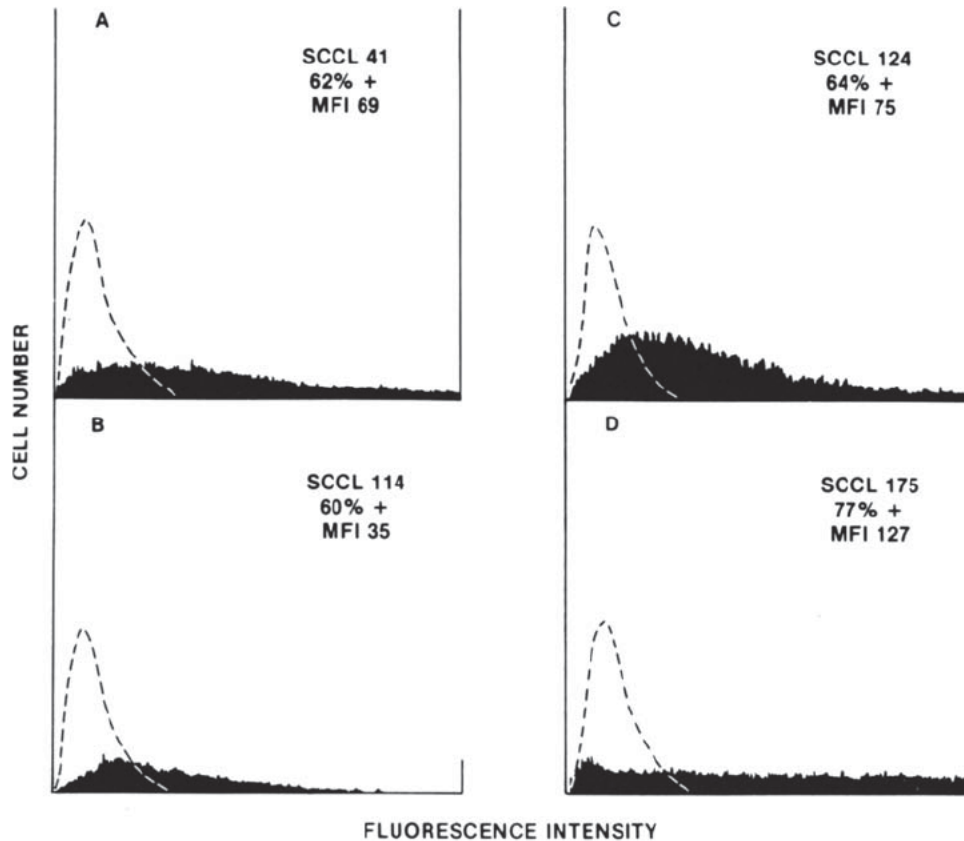 A
SCCL 41
62% +
MFI 69
C
SCCL 124
64% +
MFI 75
CELL NUMBER
B
SCCL 114
60% +
MFI 35
D
SCCL 175
77% +
MFI 127
FLUORESCENCE INTENSITY